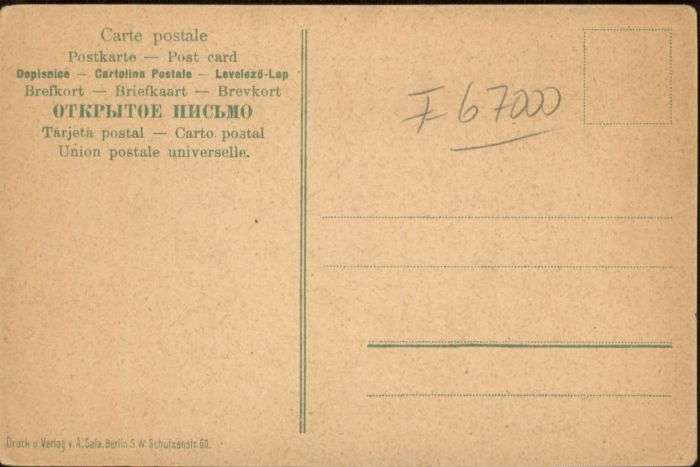 Carte postale
Postkarte — Post card
Dopisnice — Cartolina Postale — Levelező-Lap
Brefkort — Briefkaart — Brevkort
ОТКРЫТОЕ ПИСЬМО
Tarjeta postal — Carto postal
Union postale universelle.
I 67000
Druck u. Verlag v. A. Sala, Berlin S.W. Schützenstr. 60.